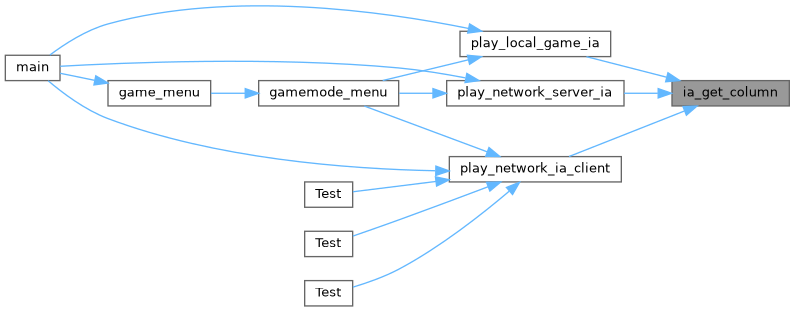 play_local_game_ia
main
game_menu
gamemode_menu
play_network_server_ia
ia_get_column
play_network_ia_client
Test
Test
Test